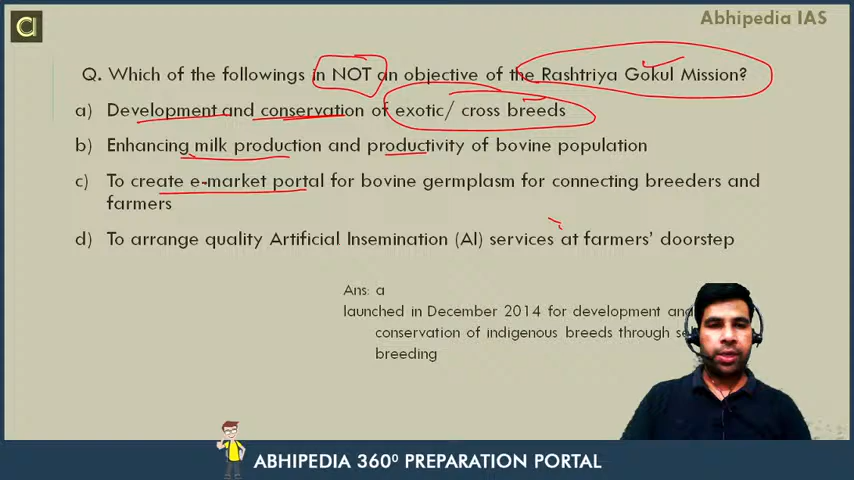 Abhipedia IAS
Q. Which of the followings in NOT an objective of the Rashtriya Gokul Mission?
a) Development and conservation of exotic/ cross breeds
b) Enhancing milk production and productivity of bovine population
c) To create e-market portal for bovine germplasm for connecting breeders and
farmers
d) To arrange quality Artificial Insemination (AI) services at farmers' doorstep
Ans: a
launched in December 2014 for development and
conservation of indigenous breeds through
breeding
ABHIPEDIA 360⁰ PREPARATION PORTAL